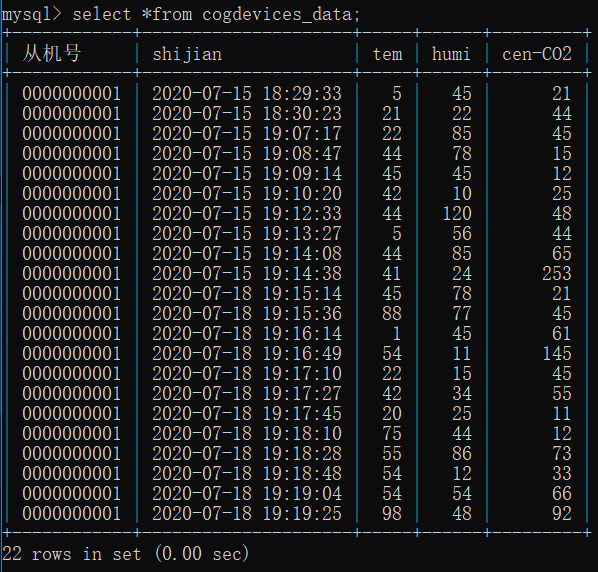 mysql> select *from cogdevices_data;
从机号 | shijian | tem | humi | cen-CO2
0000000001 | 2020-07-15 18:29:33 | 5 | 45 | 21
0000000001 | 2020-07-15 18:30:23 | 21 | 22 | 44
0000000001 | 2020-07-15 19:07:17 | 22 | 85 | 45
0000000001 | 2020-07-15 19:08:47 | 44 | 78 | 15
0000000001 | 2020-07-15 19:09:14 | 45 | 45 | 12
0000000001 | 2020-07-15 19:10:20 | 42 | 10 | 25
0000000001 | 2020-07-15 19:12:33 | 44 | 120 | 48
0000000001 | 2020-07-15 19:13:27 | 5 | 56 | 44
0000000001 | 2020-07-15 19:14:08 | 44 | 85 | 65
0000000001 | 2020-07-15 19:14:38 | 41 | 24 | 253
0000000001 | 2020-07-18 19:15:14 | 45 | 78 | 21
0000000001 | 2020-07-18 19:15:36 | 88 | 77 | 45
0000000001 | 2020-07-18 19:16:14 | 1 | 45 | 61
0000000001 | 2020-07-18 19:16:49 | 54 | 11 | 145
0000000001 | 2020-07-18 19:17:10 | 22 | 15 | 45
0000000001 | 2020-07-18 19:17:27 | 42 | 34 | 55
0000000001 | 2020-07-18 19:17:45 | 20 | 25 | 11
0000000001 | 2020-07-18 19:18:10 | 75 | 44 | 12
0000000001 | 2020-07-18 19:18:28 | 55 | 86 | 73
0000000001 | 2020-07-18 19:18:48 | 54 | 12 | 33
0000000001 | 2020-07-18 19:19:04 | 54 | 54 | 66
0000000001 | 2020-07-18 19:19:25 | 98 | 48 | 92
22 rows in set (0.00 sec)